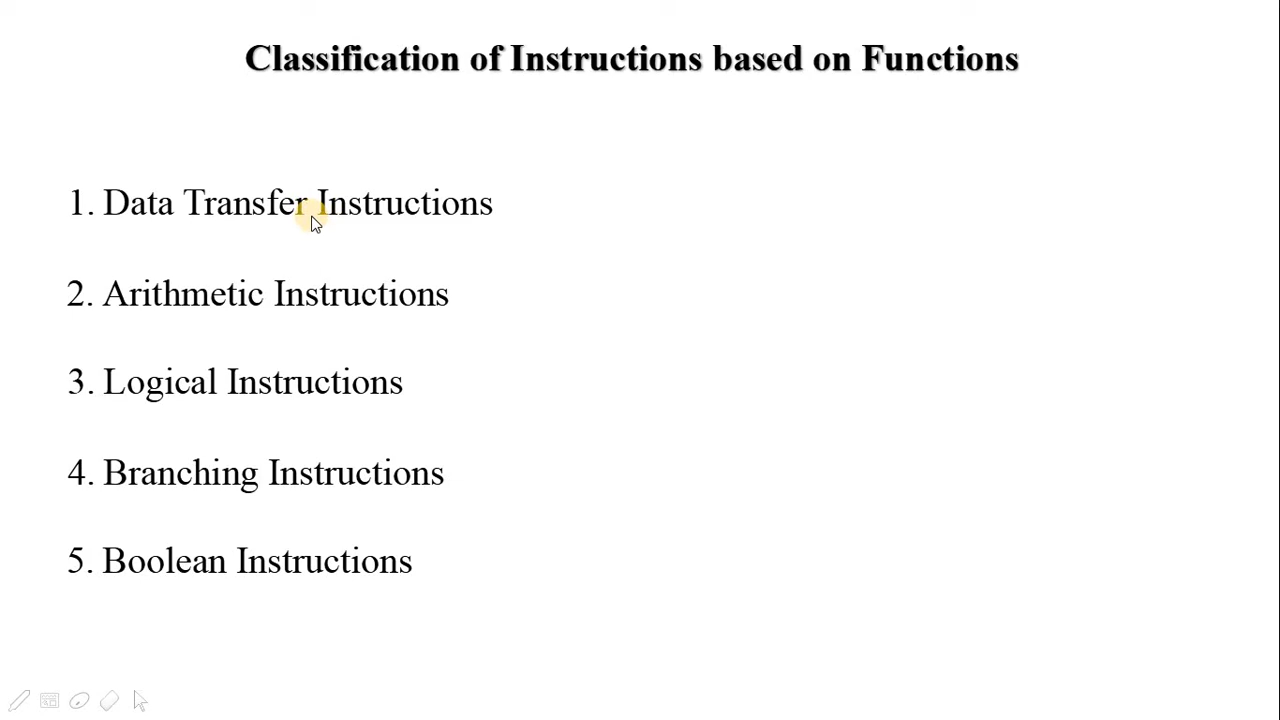 Classification of Instructions based on Functions
1. Data Transfer Instructions
2. Arithmetic Instructions
3. Logical Instructions
4. Branching Instructions
5. Boolean Instructions